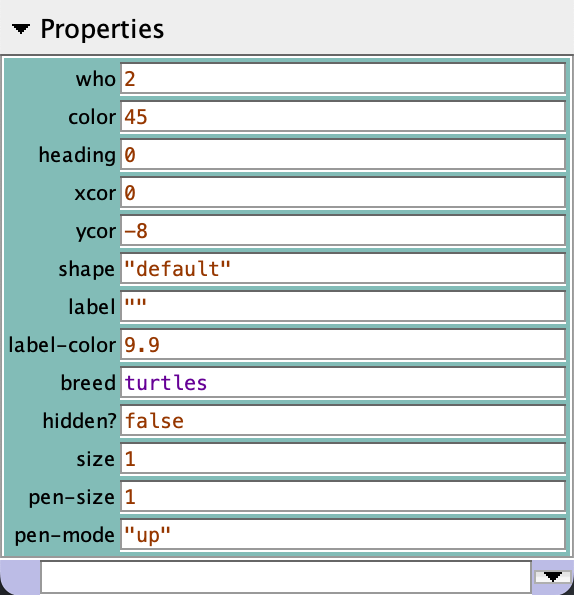 Properties
who 2
color 45
heading 0
xcor 0
ycor -8
shape "default"
label ""
label-color 9.9
breed turtles
hidden? false
size 1
pen-size 1
pen-mode "up"